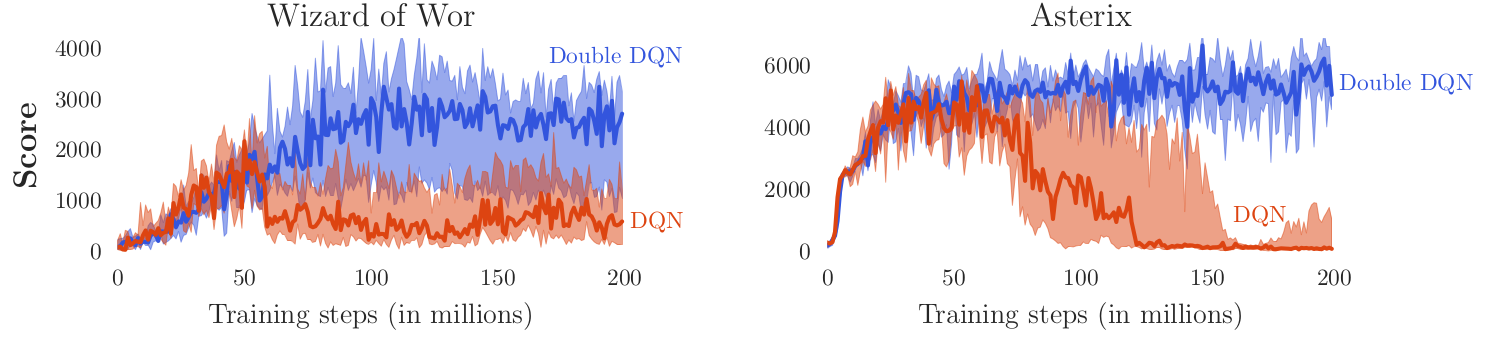 Wizard of Wor
Score
4000
3000
2000
1000
0
0 50 100 150 200
Training steps (in millions)
Double DQN
DQN
Asterix
6000
4000
2000
0
0 50 100 150 200
Training steps (in millions)
Double DQN
DQN